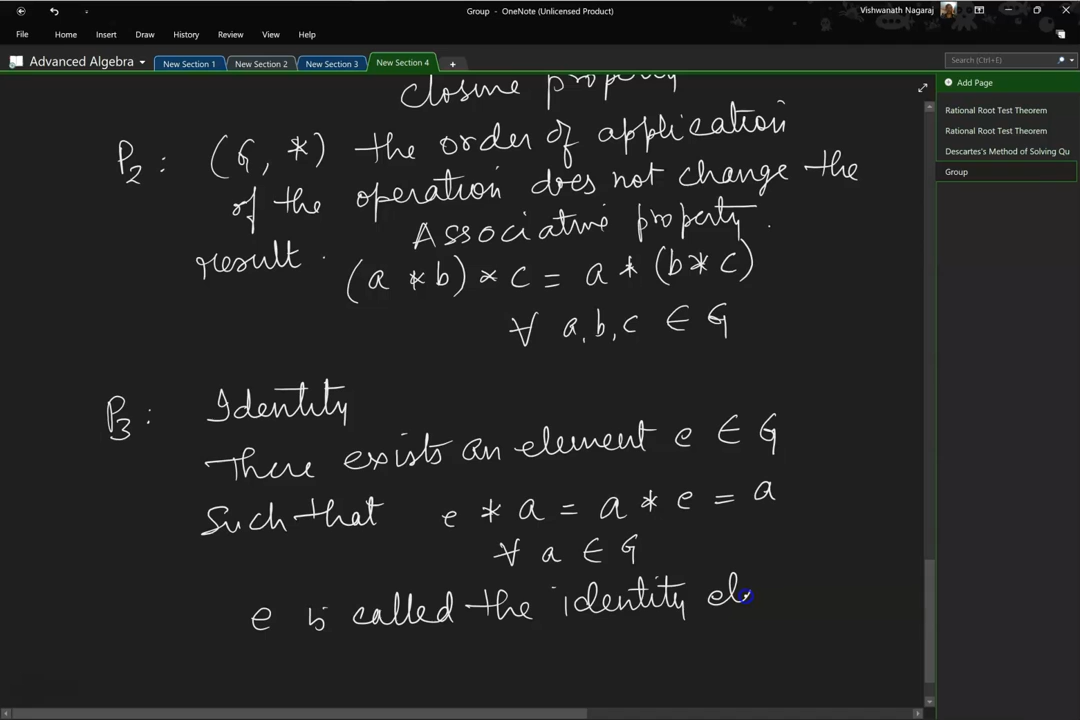 Group - OneNote (Unlicensed Product)
Vishwanath Nagaraj
File Home Insert Draw History Review View Help
Advanced Algebra
New Section 1 New Section 2 New Section 3 New Section 4 +
Search (Ctrl+E)
Add Page
Rational Root Test Theorem
Rational Root Test Theorem
Descartes's Method of Solving Qu
Group
closure property
P2 : (G, *) the order of application
of the operation does not change the
result. Associative property.
(a * b) * c = a * (b * c)
∀ a, b, c ∈ G
P3 : Identity
There exists an element e ∈ G
Such that e * a = a * e = a
∀ a ∈ G
e is called the identity el